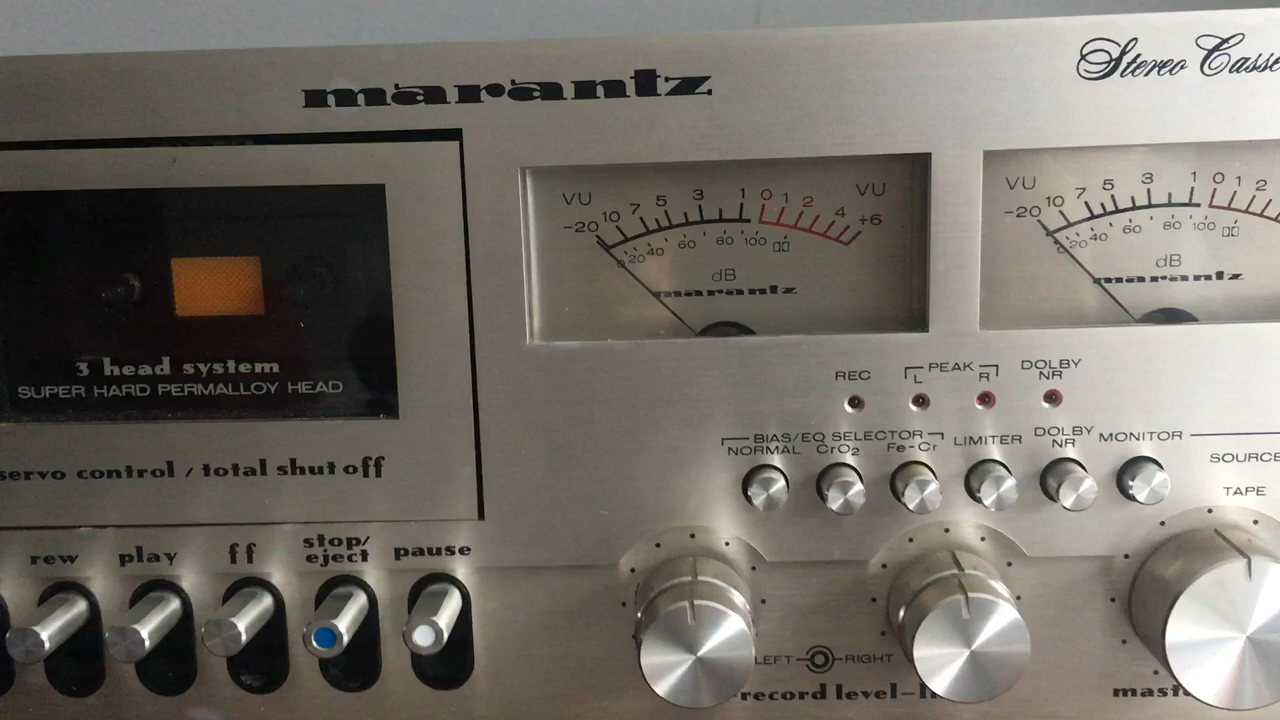 marantz
Stereo Casse
VU VU
-20 10 7 5 3 1 0 1 2 4 +6
0 20 40 60 80 100
dB
marantz
VU
-20 10 7 5 3 1 0 1 2
0 20 40 60 80 100
dB
marantz
3 head system
SUPER HARD PERMALLOY HEAD
servo control / total shut off
REC
PEAK
L R
DOLBY
NR
BIAS/EQ SELECTOR
NORMAL CrO2 Fe-Cr
LIMITER
DOLBY
NR
MONITOR
SOURCE
TAPE
rew
play
ff
stop/
eject
pause
LEFT RIGHT
record level-